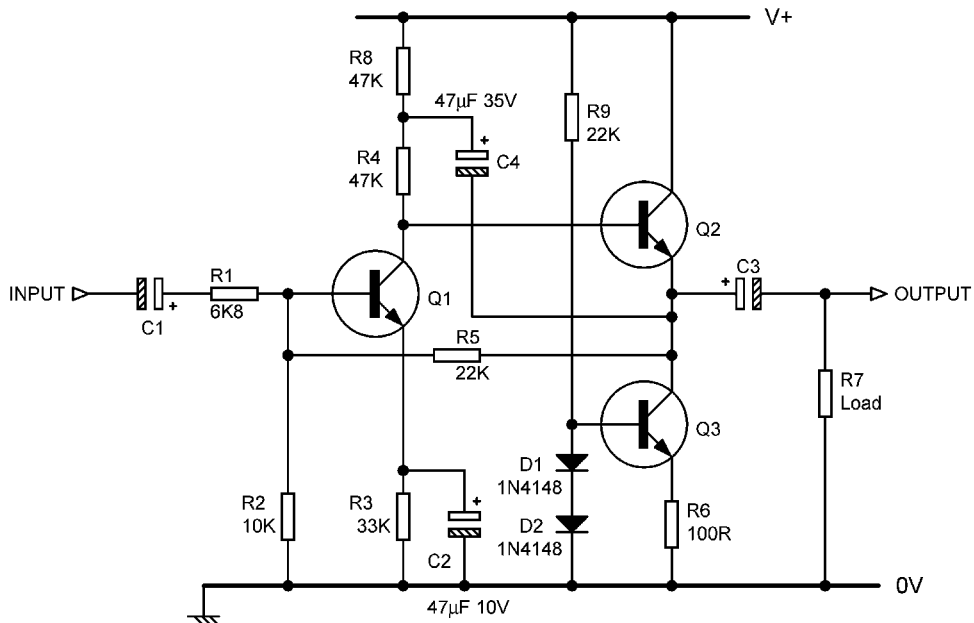 V+
R8
47K
47µF 35V
R9
22K
R4
47K
C4
Q2
C3
INPUT
R1
6K8
C1
Q1
OUTPUT
R5
22K
R7
Load
Q3
D1
1N4148
R2
10K
R3
33K
D2
1N4148
R6
100R
C2
0V
47µF 10V
+
+
+
+